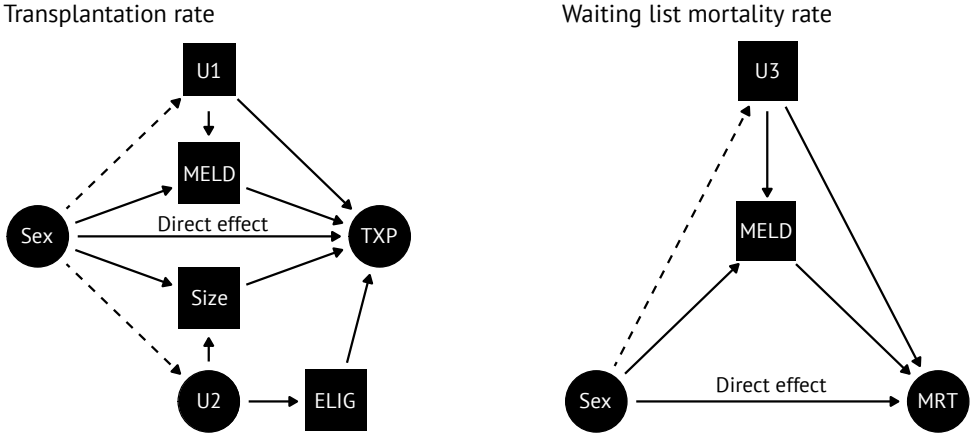 Transplantation rate
U1
MELD
Sex
Direct effect
TXP
Size
U2
ELIG
Waiting list mortality rate
U3
MELD
Sex
Direct effect
MRT